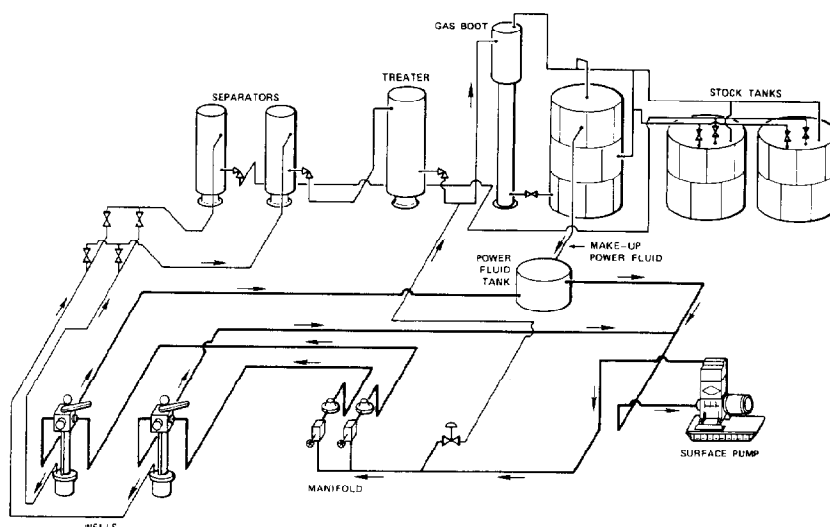 GAS BOOT
TREATER
SEPARATORS
STOCK TANKS
MAKE-UP
POWER FLUID
POWER
FLUID
TANK
SURFACE PUMP
MANIFOLD
WELLS